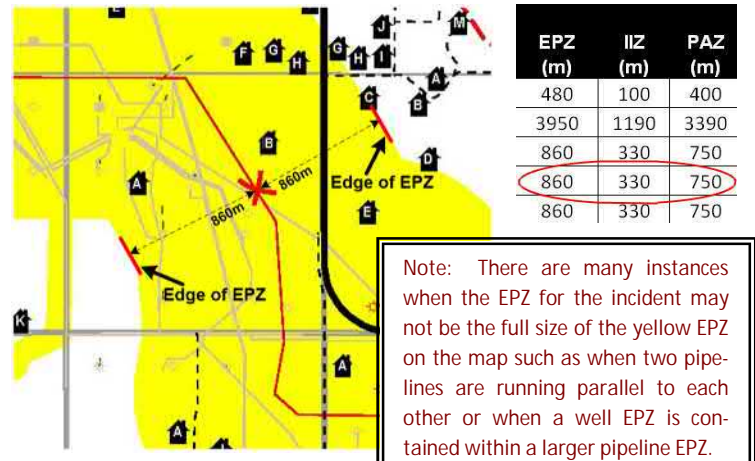 E
F
G
H
G
H
J
I
M
A
B
C
D
B
A
E
860m
860m
Edge of EPZ
Edge of EPZ
K
A
A
EPZ IIZ PAZ
(m) (m) (m)
480 100 400
3950 1190 3390
860 330 750
860 330 750
860 330 750
Note: There are many instances
when the EPZ for the incident may
not be the full size of the yellow EPZ
on the map such as when two pipe-
lines are running parallel to each
other or when a well EPZ is con-
tained within a larger pipeline EPZ.